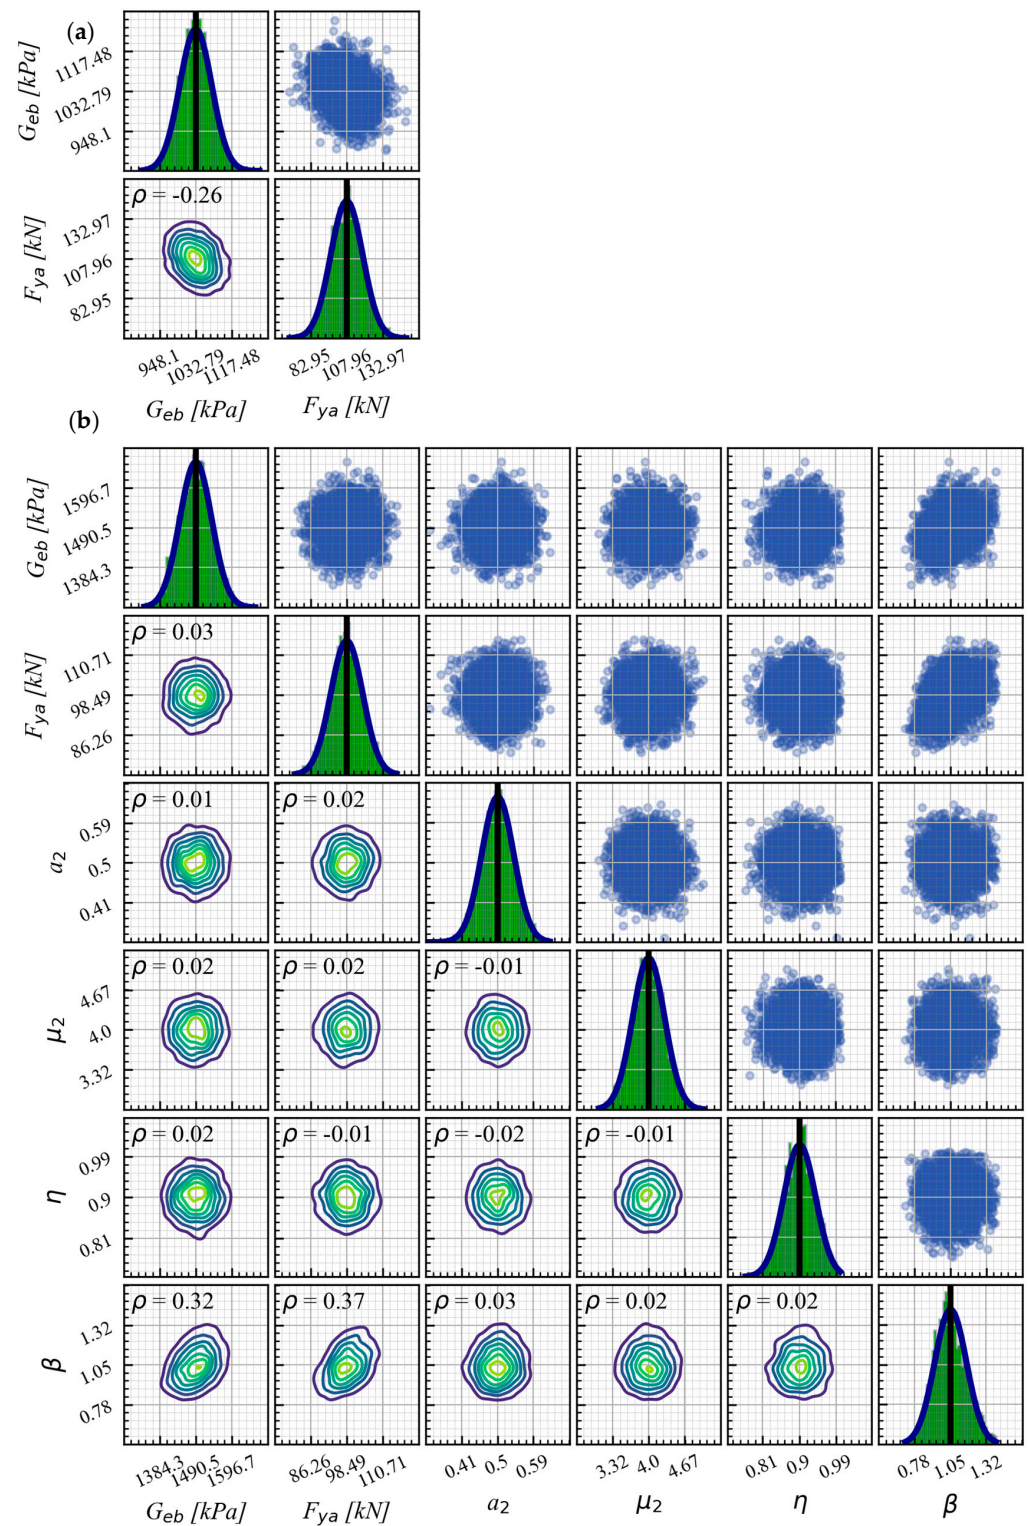 (a)
G_eb [kPa]
1117.48
1032.79
948.1
ρ = -0.26
F_ya [kN]
132.97
107.96
82.95
948.1 1032.79 1117.48
82.95 107.96 132.97
G_eb [kPa] F_ya [kN]
(b)
G_eb [kPa]
1596.7
1490.5
1384.3
ρ = 0.03
F_ya [kN]
110.71
98.49
86.26
ρ = 0.01 ρ = 0.02
a_2
0.59
0.5
0.41
ρ = 0.02 ρ = 0.02 ρ = -0.01
μ_2
4.67
4.0
3.32
ρ = 0.02 ρ = -0.01 ρ = -0.02 ρ = -0.01
η
0.99
0.9
0.81
ρ = 0.32 ρ = 0.37 ρ = 0.03 ρ = 0.02 ρ = 0.02
β
1.32
1.05
0.78
1384.3 1490.5 1596.7
86.26 98.49 110.71
0.41 0.5 0.59
3.32 4.0 4.67
0.81 0.9 0.99
0.78 1.05 1.32
G_eb [kPa] F_ya [kN] a_2 μ_2 η β